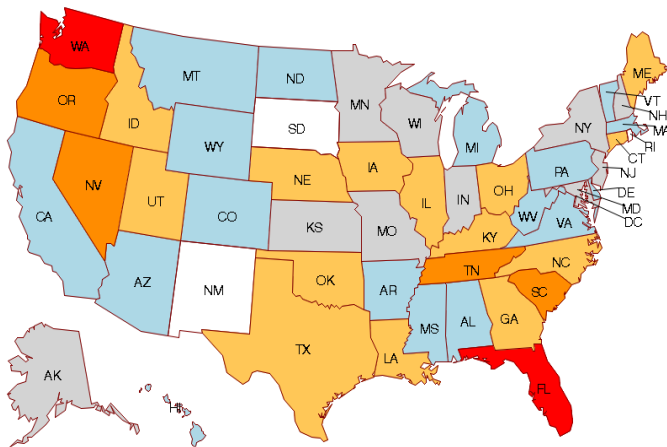 WA
MT
ND
MN
ME
VT
NH
MA
RI
CT
OR
ID
WY
SD
WI
MI
NY
NJ
PA
DE
MD
DC
NV
UT
CO
NE
IA
IL
IN
OH
WV
VA
CA
KS
MO
KY
AZ
NM
OK
AR
TN
NC
SC
TX
LA
MS
AL
GA
FL
AK
HI